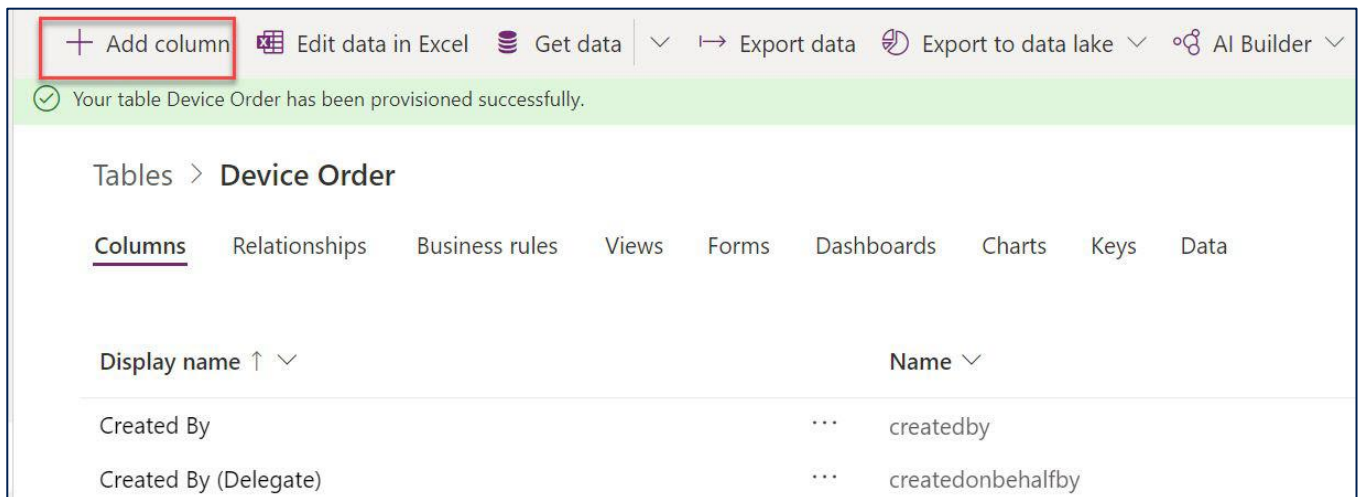 Add column Edit data in Excel Get data Export data Export to data lake AI Builder
Your table Device Order has been provisioned successfully.
Tables > Device Order
Columns Relationships Business rules Views Forms Dashboards Charts Keys Data
Display name ↑ Name
Created By ... createdby
Created By (Delegate) ... createdonbehalfby